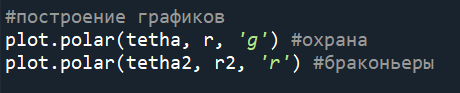 #построение графиков
plot.polar(tetha, r, 'g') #охрана
plot.polar(tetha2, r2, 'r') #браконьеры